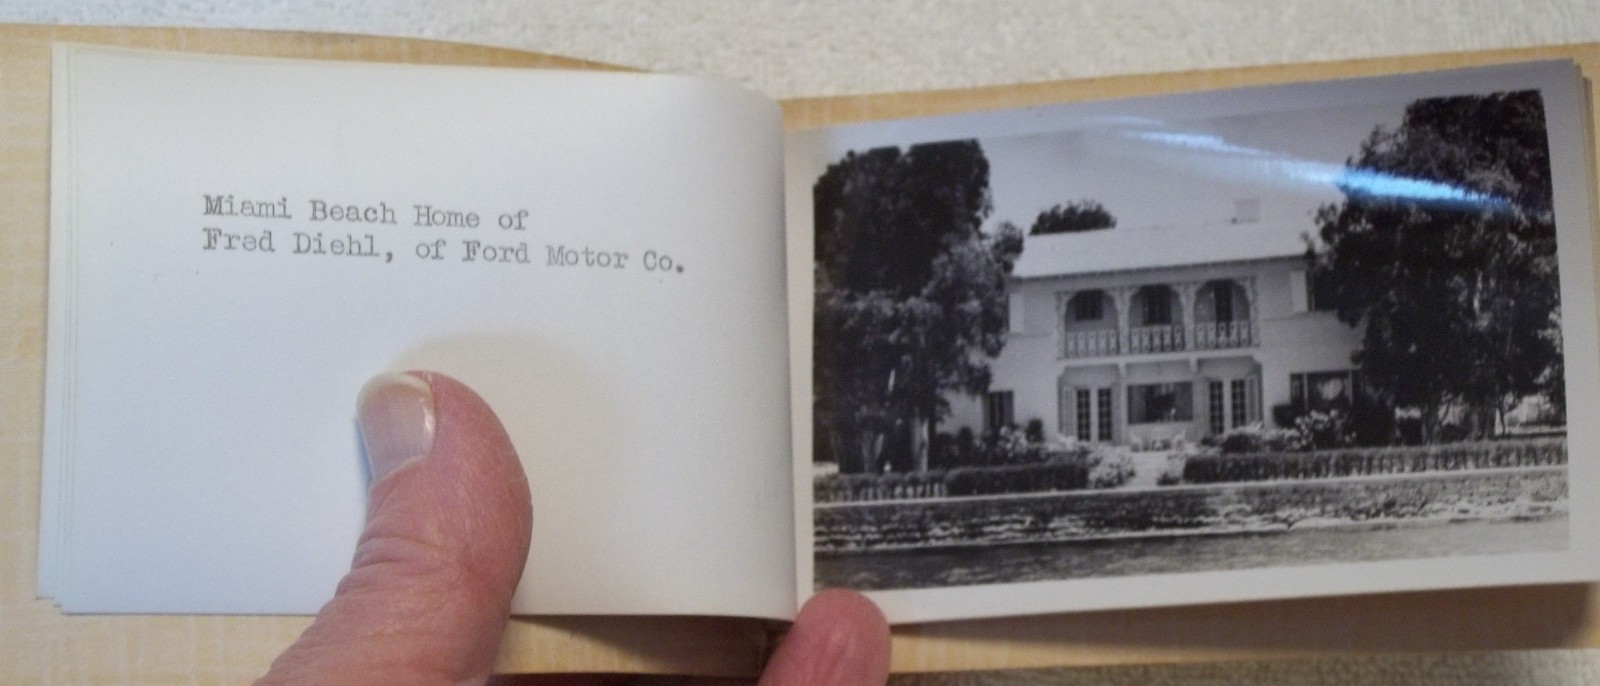 Miami Beach Home of
Fred Diehl, of Ford Motor Co.